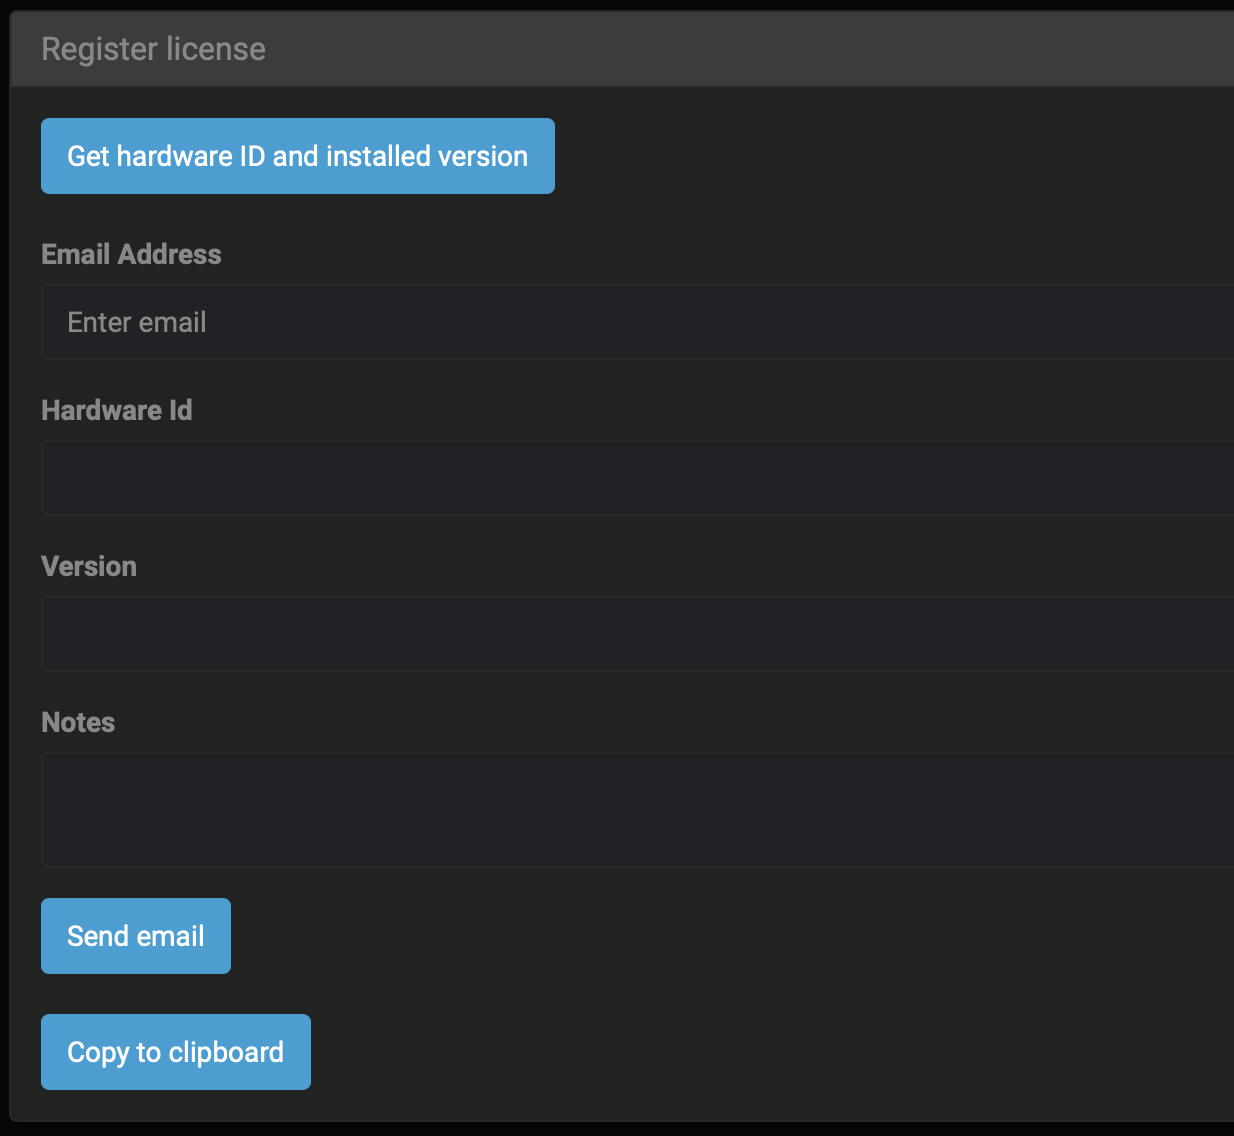 Register license
Get hardware ID and installed version
Email Address
Enter email
Hardware Id
Version
Notes
Send email
Copy to clipboard